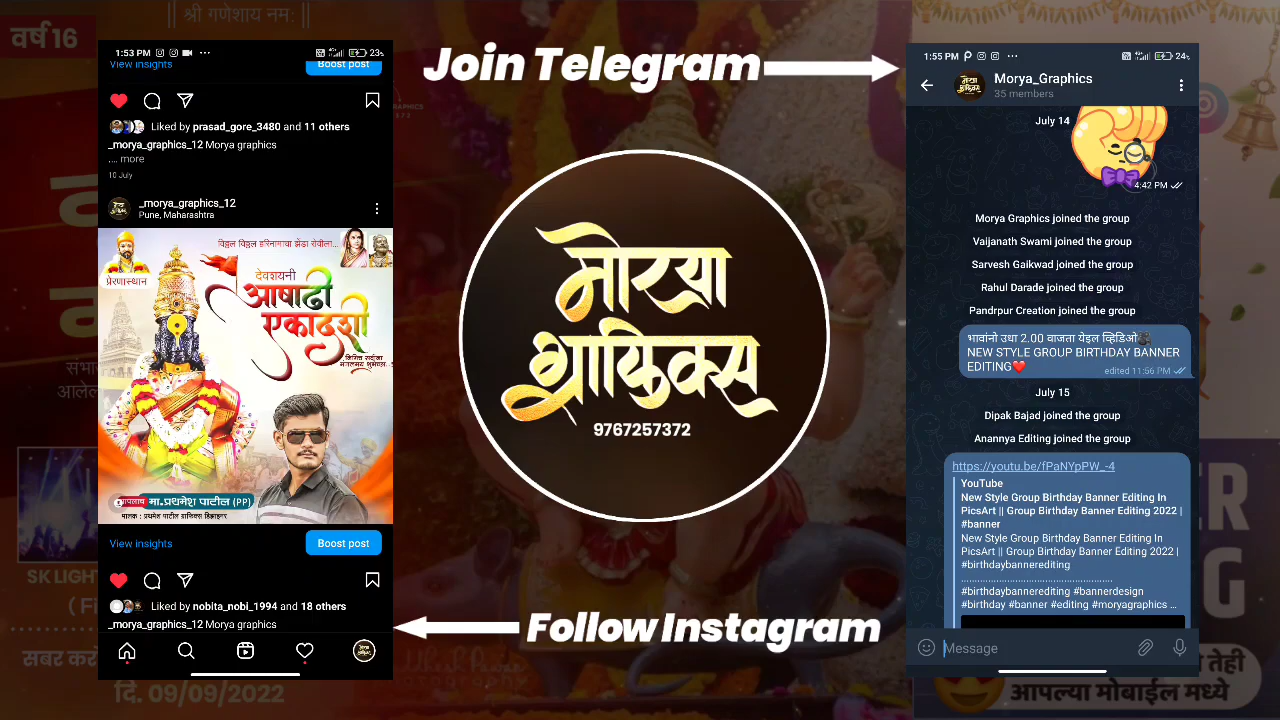 || श्री गणेशाय नम: ||
वर्ष 16
Join Telegram
1:53 PM
23%
View insights
Boost post
Liked by prasad_gore_3480 and 11 others
_morya_graphics_12 Morya graphics
.... more
10 July
_morya_graphics_12
Pune, Maharashtra
विठ्ठल विठ्ठल हरिनामाचा झेंडा रोवीला...
प्रेरणास्थान
देवशयनी
आषाढी
एकादशी
मा.प्रथमेश पाटील (PP)
View insights
Boost post
Liked by nobita_nobi_1994 and 18 others
_morya_graphics_12 Morya graphics
मोरया
ग्राफिक्स
9767257372
Follow Instagram
1:55 PM
24%
Morya_Graphics
35 members
July 14
4:42 PM
Morya Graphics joined the group
Vaijanath Swami joined the group
Sarvesh Gaikwad joined the group
Rahul Darade joined the group
Pandrpur Creation joined the group
भावांनो उधा 2.00 वाजता येइल व्हिडिओ
NEW STYLE GROUP BIRTHDAY BANNER
EDITING❤️
edited 11:56 PM
July 15
Dipak Bajad joined the group
Anannya Editing joined the group
https://youtu.be/fPaNYpPW_-4
YouTube
New Style Group Birthday Banner Editing In
PicsArt || Group Birthday Banner Editing 2022 |
#banner
New Style Group Birthday Banner Editing In
PicsArt || Group Birthday Banner Editing 2022 |
#birthdaybannerediting
#birthdaybannerediting #bannerdesign
#birthday #banner #editing #moryagraphics ...
Message
SK LIGHT
दि. 09/09/2022
तेही
आपल्या मोबाईल मध्ये